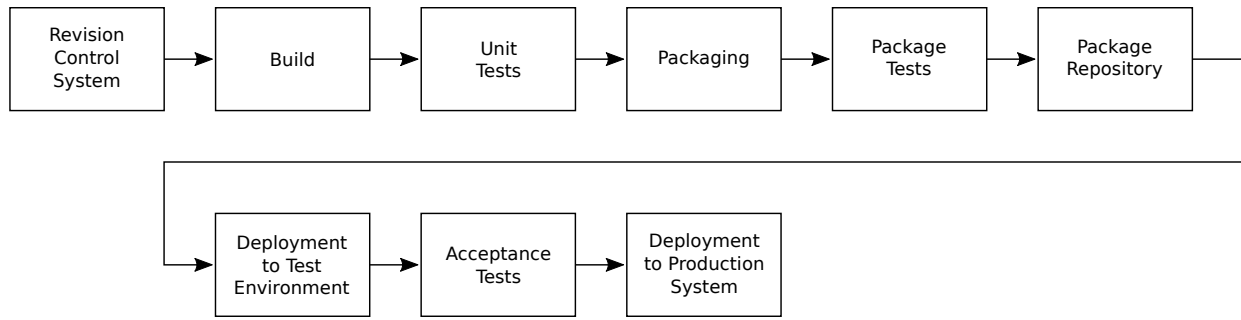 Revision
Control
System
Build
Unit
Tests
Packaging
Package
Tests
Package
Repository
Deployment
to Test
Environment
Acceptance
Tests
Deployment
to Production
System